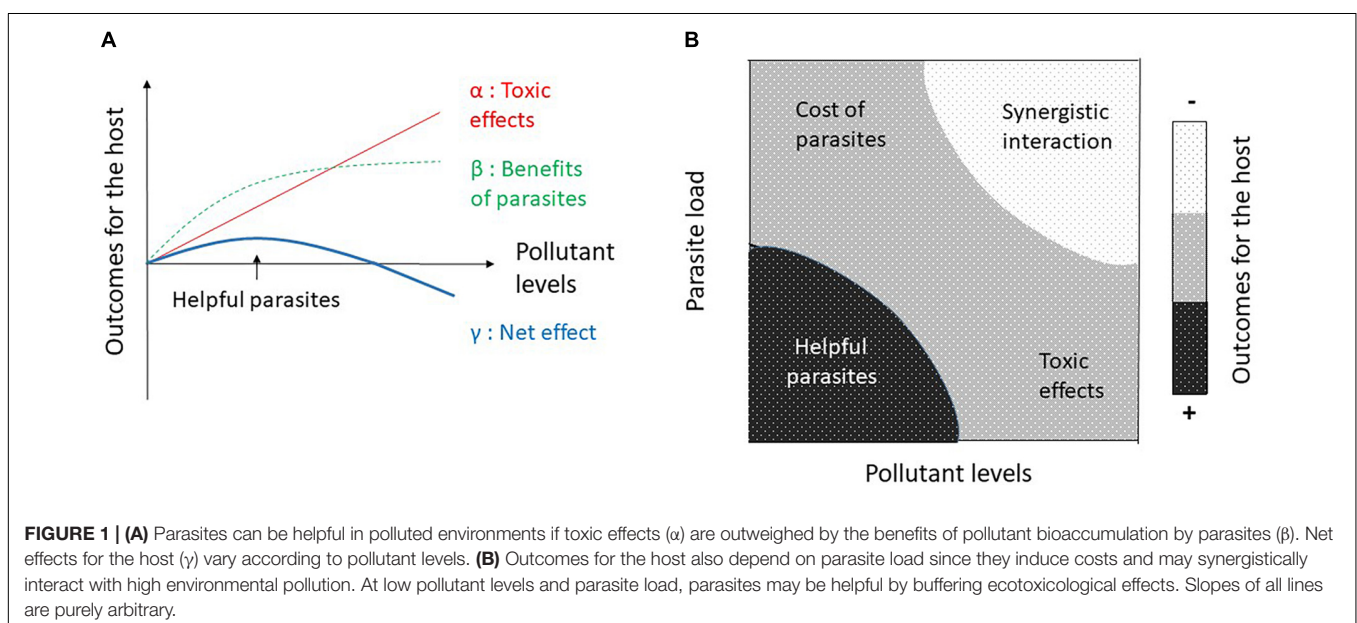 A
Outcomes for the host
α : Toxic
effects
β : Benefits
of parasites
Pollutant
levels
Helpful parasites
γ : Net effect
B
Parasite load
Cost of
parasites
Synergistic
interaction
Helpful
parasites
Toxic
effects
Pollutant levels
-
+
Outcomes for the host
FIGURE 1 | (A) Parasites can be helpful in polluted environments if toxic effects (α) are outweighed by the benefits of pollutant bioaccumulation by parasites (β). Net
effects for the host (γ) vary according to pollutant levels. (B) Outcomes for the host also depend on parasite load since they induce costs and may synergistically
interact with high environmental pollution. At low pollutant levels and parasite load, parasites may be helpful by buffering ecotoxicological effects. Slopes of all lines
are purely arbitrary.